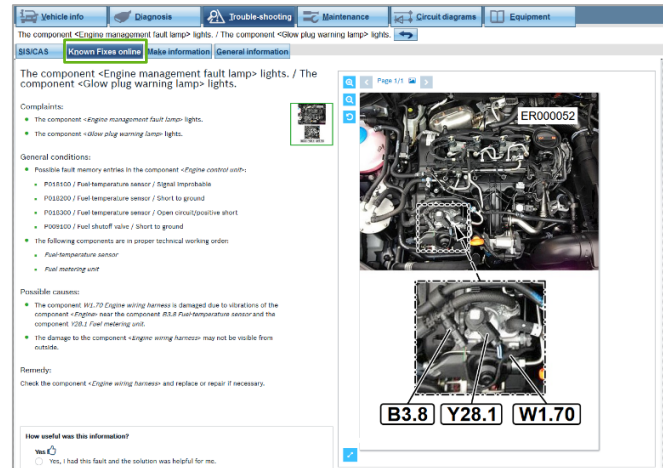 Vehicle info
Diagnosis
Trouble-shooting
Maintenance
Circuit diagrams
Equipment
The component <Engine management fault lamp> lights. / The component <Glow plug warning lamp> lights.
SIS/CAS
Known Fixes online
Make information
General information
The component <Engine management fault lamp> lights. / The
component <Glow plug warning lamp> lights.
Complaints:
The component <Engine management fault lamp> lights.
The component <Glow plug warning lamp> lights.
General conditions:
Possible fault memory entries in the component <Engine control unit>:
P018100 / Fuel-temperature sensor / Signal improbable
P018200 / Fuel-temperature sensor / Short to ground
P018300 / Fuel-temperature sensor / Open circuit/positive short
P009100 / Fuel shutoff valve / Short to ground
The following components are in proper technical working order:
Fuel-temperature sensor
Fuel metering unit
Possible causes:
The component W1.70 Engine wiring harness is damaged due to vibrations of the
component <Engine> near the component B3.8 Fuel-temperature sensor and the
component Y28.1 Fuel metering unit.
The damage to the component <Engine wiring harness> may not be visible from
outside.
Remedy:
Check the component <Engine wiring harness> and replace or repair if necessary.
How useful was this information?
Yes
Yes, I had this fault and the solution was helpful for me.
Page 1/1
ER000052
B3.8
Y28.1
W1.70